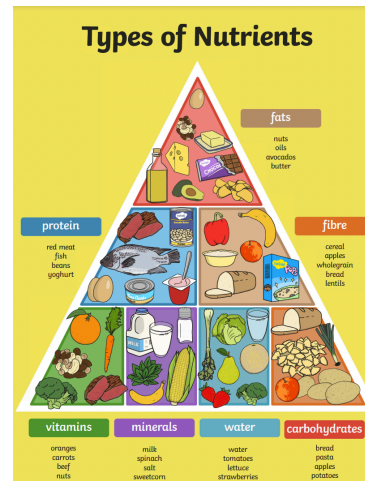 Types of Nutrients
fats
nuts
oils
avocados
butter
protein
red meat
fish
beans
yoghurt
fibre
cereal
apples
wholegrain
bread
lentils
MILK
vitamins
oranges
carrots
beef
nuts
minerals
milk
spinach
salt
sweetcorn
water
water
tomatoes
lettuce
strawberries
carbohydrates
bread
pasta
apples
potatoes